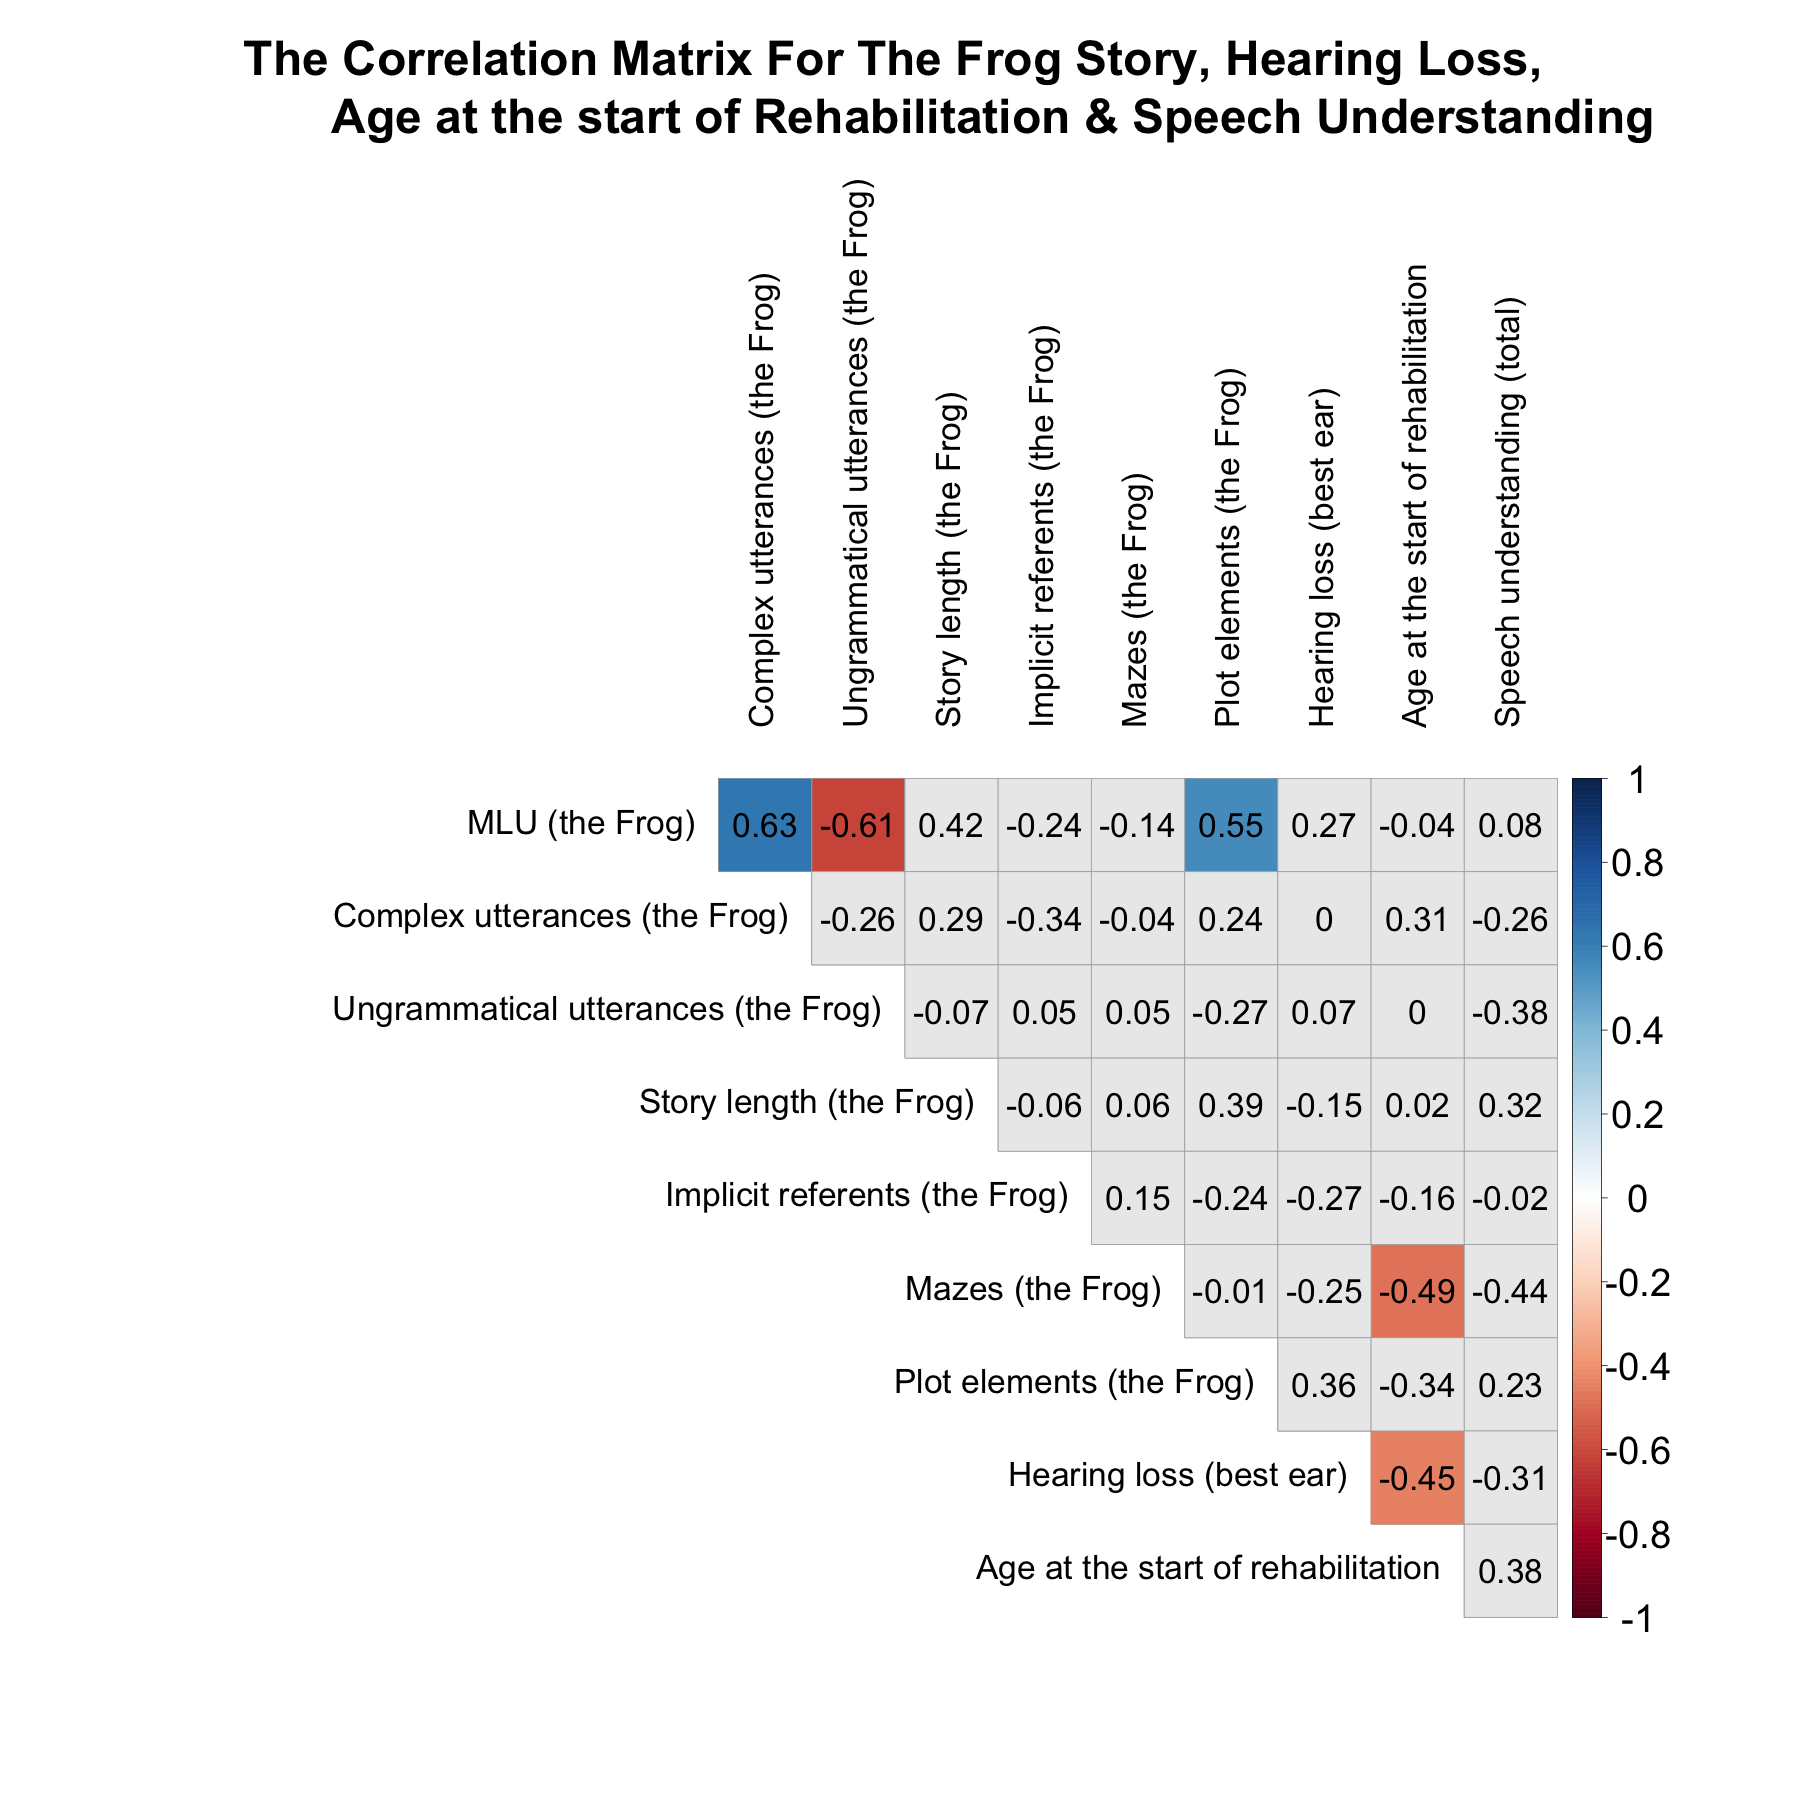 The Correlation Matrix For The Frog Story, Hearing Loss,
Age at the start of Rehabilitation & Speech Understanding
Complex utterances (the Frog)
Ungrammatical utterances (the Frog)
Story length (the Frog)
Implicit referents (the Frog)
Mazes (the Frog)
Plot elements (the Frog)
Hearing loss (best ear)
Age at the start of rehabilitation
Speech understanding (total)
MLU (the Frog) 0.63 -0.61 0.42 -0.24 -0.14 0.55 0.27 -0.04 0.08
Complex utterances (the Frog) -0.26 0.29 -0.34 -0.04 0.24 0 0.31 -0.26
Ungrammatical utterances (the Frog) -0.07 0.05 0.05 -0.27 0.07 0 -0.38
Story length (the Frog) -0.06 0.06 0.39 -0.15 0.02 0.32
Implicit referents (the Frog) 0.15 -0.24 -0.27 -0.16 -0.02
Mazes (the Frog) -0.01 -0.25 -0.49 -0.44
Plot elements (the Frog) 0.36 -0.34 0.23
Hearing loss (best ear) -0.45 -0.31
Age at the start of rehabilitation 0.38
1
0.8
0.6
0.4
0.2
0
-0.2
-0.4
-0.6
-0.8
-1